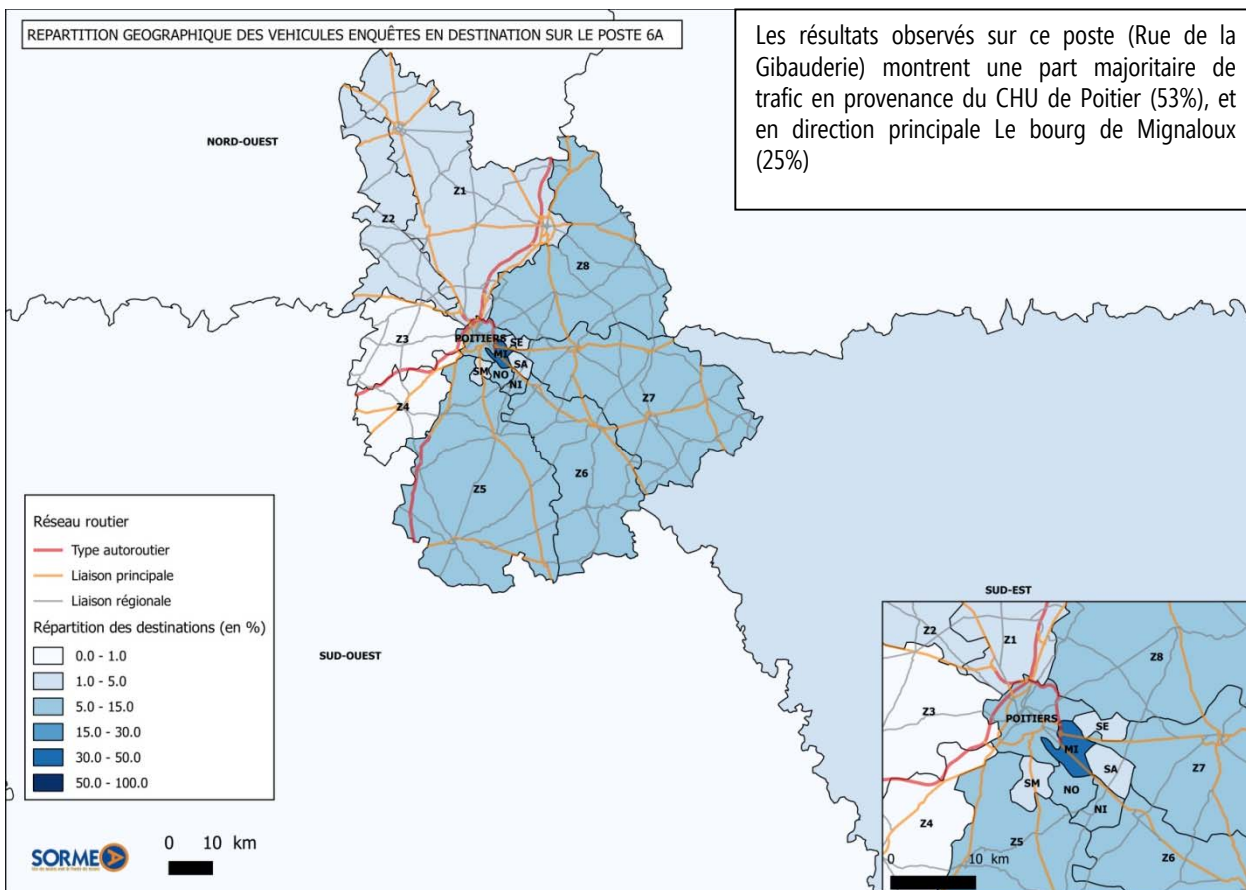 REPARTITION GEOGRAPHIQUE DES VEHICULES ENQUÊTES EN DESTINATION SUR LE POSTE 6A
Les résultats observés sur ce poste (Rue de la
Gibauderie) montrent une part majoritaire de
trafic en provenance du CHU de Poitier (53%), et
en direction principale Le bourg de Mignaloux
(25%)
NORD-OUEST
Z1
Z2
Z8
Z3
POITIERS
SE
MI
SA
SM
NO
NI
Z4
Z7
Z5
Z6
Réseau routier
Type autoroutier
Liaison principale
Liaison régionale
Répartition des destinations (en %)
0.0 - 1.0
1.0 - 5.0
5.0 - 15.0
15.0 - 30.0
30.0 - 50.0
50.0 - 100.0
SUD-OUEST
SUD-EST
Z2
Z1
Z8
Z3
POITIERS
SE
MI
SA
Z7
SM
NO
NI
Z4
Z5
Z6
0 10 km
SORMEA
0 10 km